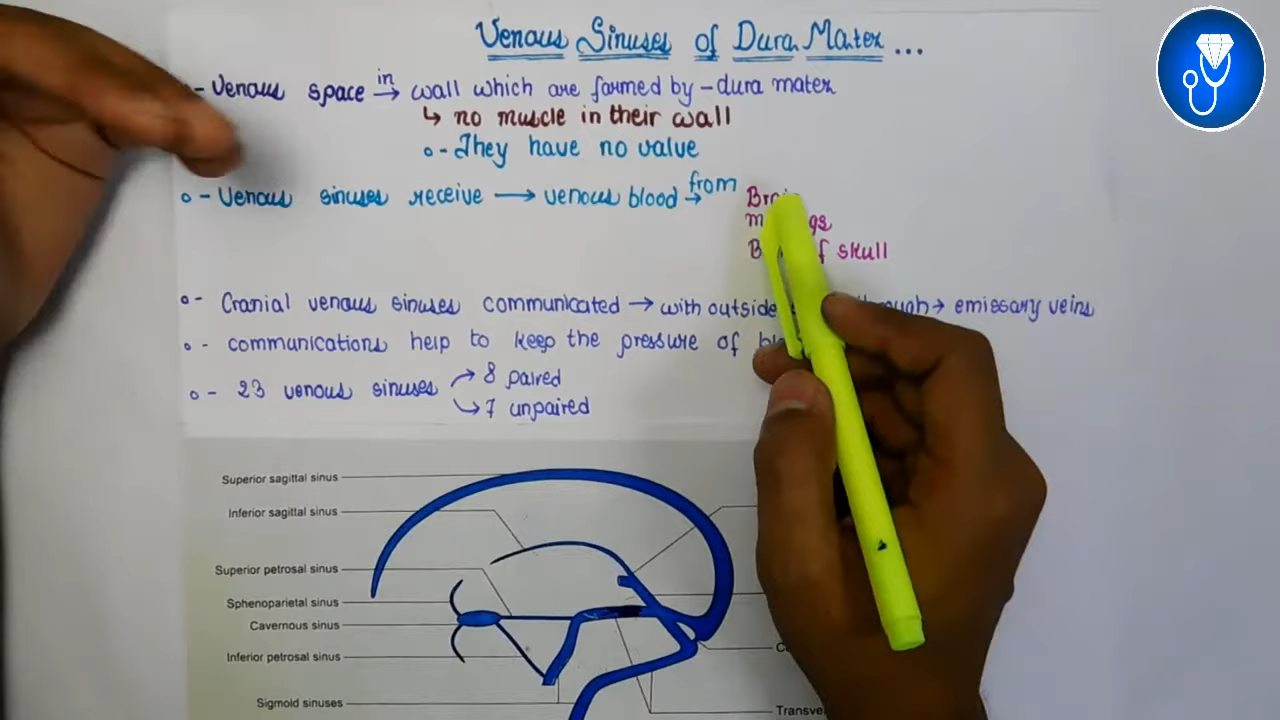 Venous Sinuses of Dura Mater...
- Venous space in → wall which are formed by - dura mater
↳ no muscle in their wall
o- They have no value
o- Venous sinuses receive → venous blood from →
of skull
o- Cranial venous sinuses communicated → with outside → emissary veins
o- communications help to keep the pressure of
o- 23 venous sinuses → 8 paired
↳ 7 unpaired
Superior sagittal sinus
Inferior sagittal sinus
Superior petrosal sinus
Sphenoparietal sinus
Cavernous sinus
Inferior petrosal sinus
Sigmoid sinuses